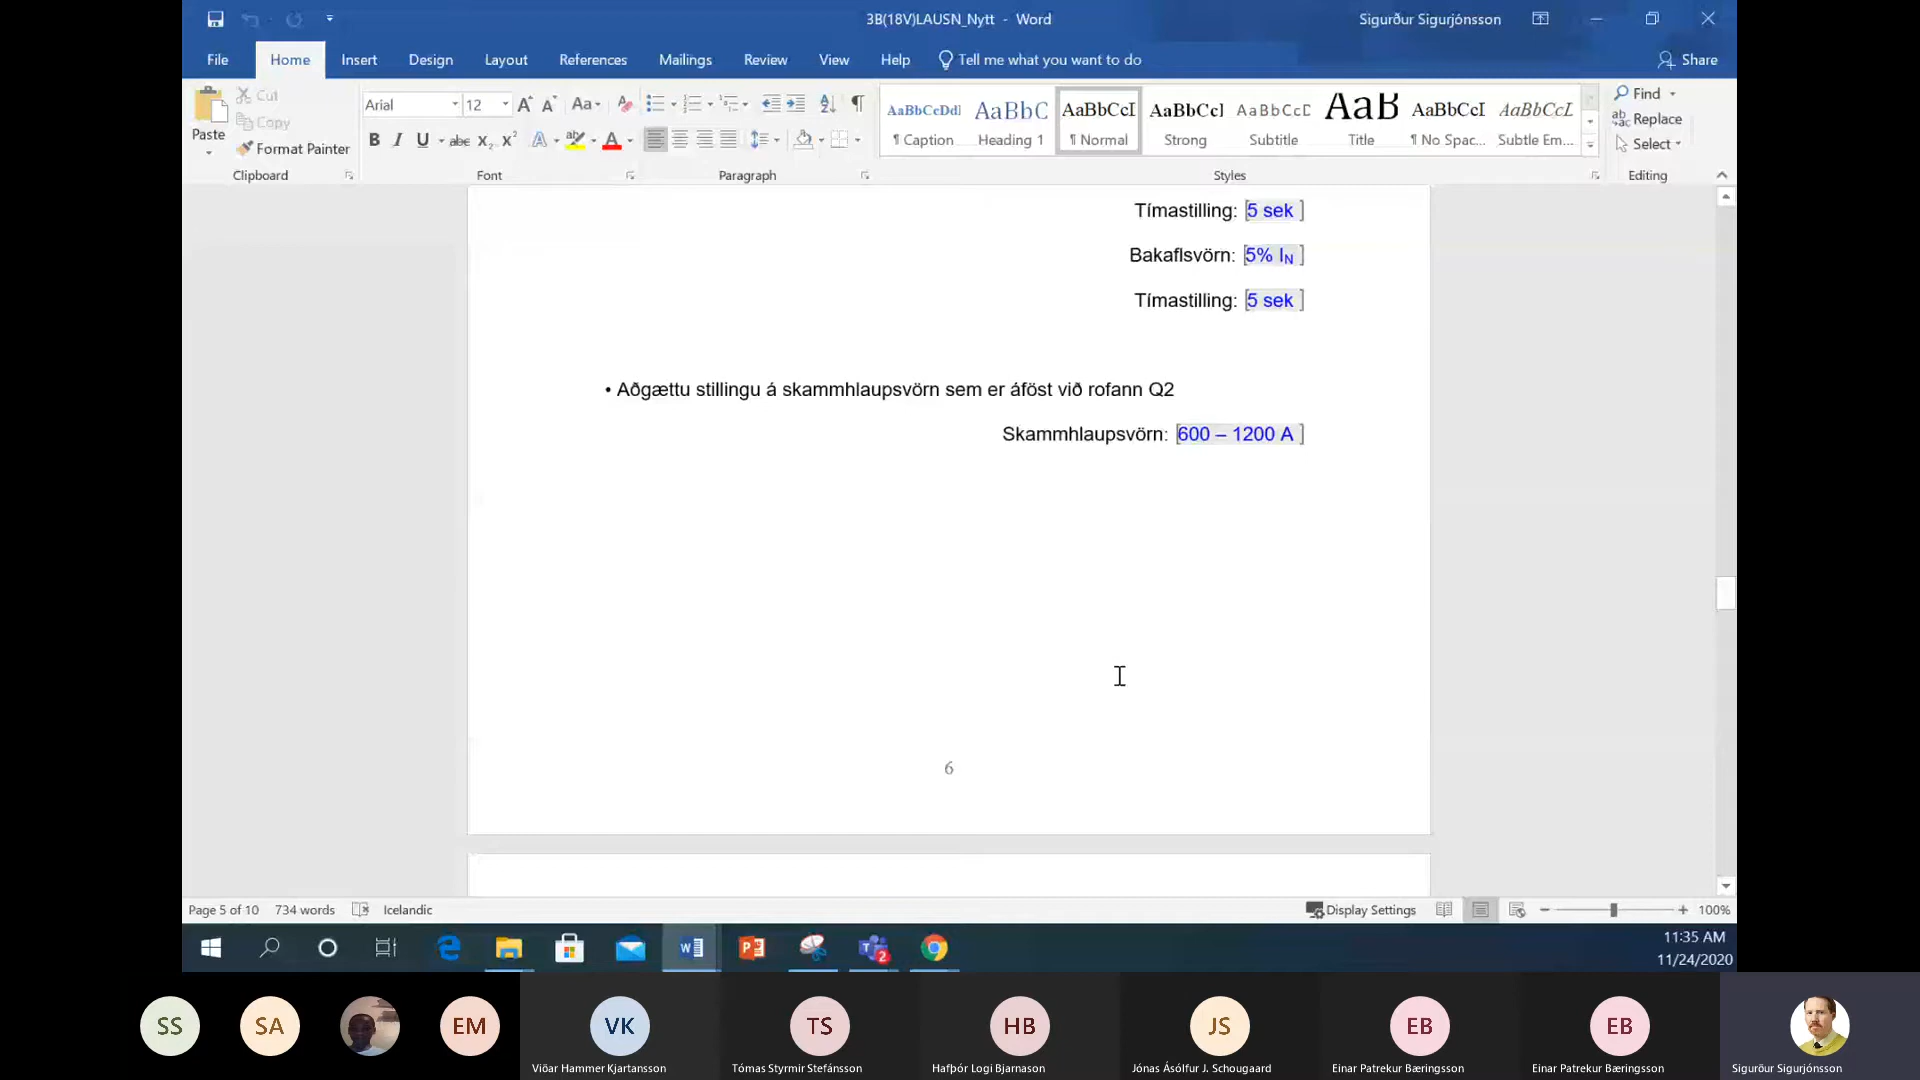 3B(18V)LAUSN_Nytt - Word
Sigurður Sigurjónsson
File Home Insert Design Layout References Mailings Review View Help Tell me what you want to do Share
Paste
Cut
Copy
Format Painter
Clipboard
Arial 12
Font
Paragraph
AaBbCcDdI AaBbC AaBbCcI AaBbCcI AaBbCcD AaB AaBbCcI AaBbCcI
¶ Caption Heading 1 ¶ Normal Strong Subtitle Title ¶ No Spac... Subtle Em...
Styles
Find
Replace
Select
Editing
Tímastilling: [5 sek ]
Bakaflsvörn: [5% IN ]
Tímastilling: [5 sek ]
• Aðgættu stillingu á skammhlaupsvörn sem er áföst við rofann Q2
Skammhlaupsvörn: [600 – 1200 A ]
6
Page 5 of 10 734 words Icelandic Display Settings 100%
11:35 AM
11/24/2020
SS SA EM VK TS HB JS EB EB
Viðar Hammer Kjartansson Tómas Styrmir Stefánsson Hafþór Logi Bjarnason Jónas Ásólfur J. Schougaard Einar Patrekur Bæringsson Einar Patrekur Bæringsson Sigurður Sigurjónsson